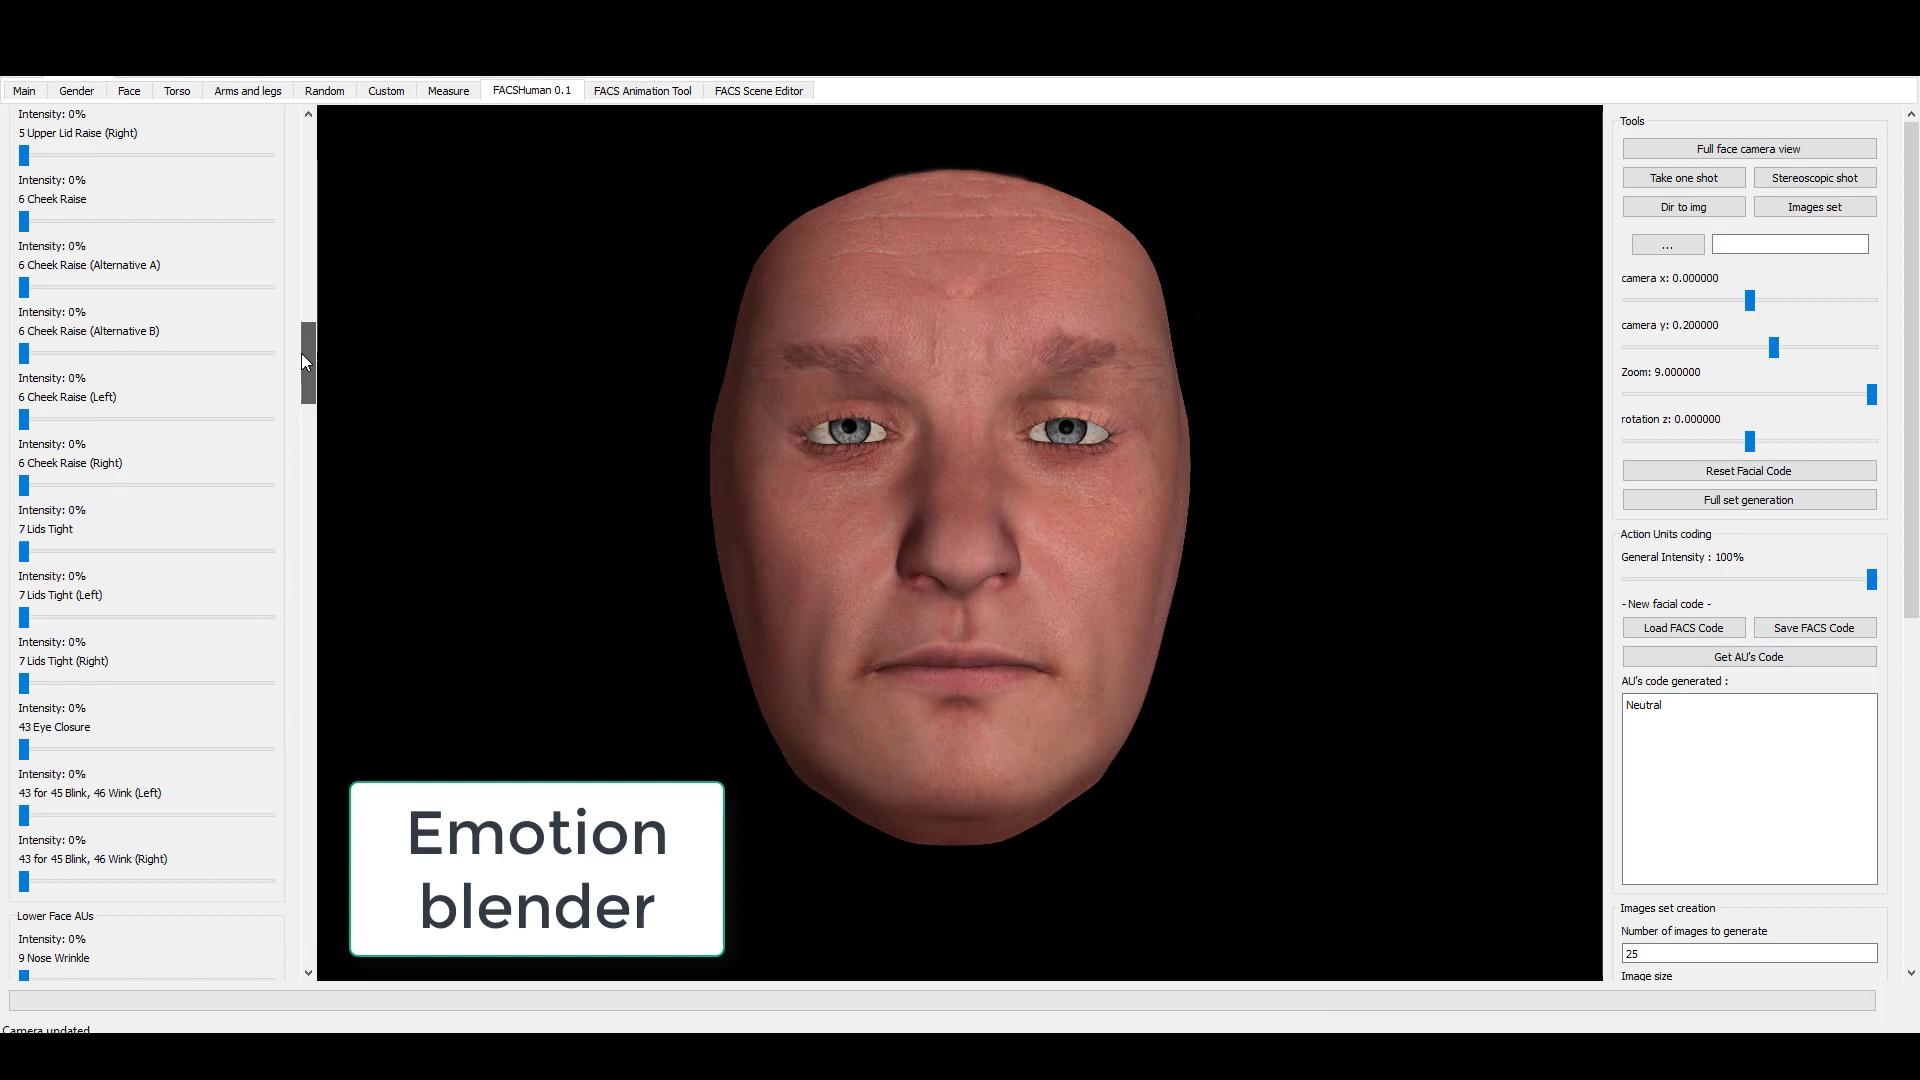 Main Gender Face Torso Arms and legs Random Custom Measure FACSHuman 0.1 FACS Animation Tool FACS Scene Editor
Intensity: 0%
5 Upper Lid Raise (Right)
Intensity: 0%
6 Cheek Raise
Intensity: 0%
6 Cheek Raise (Alternative A)
Intensity: 0%
6 Cheek Raise (Alternative B)
Intensity: 0%
6 Cheek Raise (Left)
Intensity: 0%
6 Cheek Raise (Right)
Intensity: 0%
7 Lids Tight
Intensity: 0%
7 Lids Tight (Left)
Intensity: 0%
7 Lids Tight (Right)
Intensity: 0%
43 Eye Closure
Intensity: 0%
43 for 45 Blink, 46 Wink (Left)
Intensity: 0%
43 for 45 Blink, 46 Wink (Right)
Lower Face AUs
Intensity: 0%
9 Nose Wrinkle
Emotion
blender
Tools
Full face camera view
Take one shot Stereoscopic shot
Dir to img Images set
...
camera x: 0.000000
camera y: 0.200000
Zoom: 9.000000
rotation z: 0.000000
Reset Facial Code
Full set generation
Action Units coding
General Intensity : 100%
- New facial code -
Load FACS Code Save FACS Code
Get AU's Code
AU's code generated :
Neutral
Images set creation
Number of images to generate
25
Image size
Camera updated